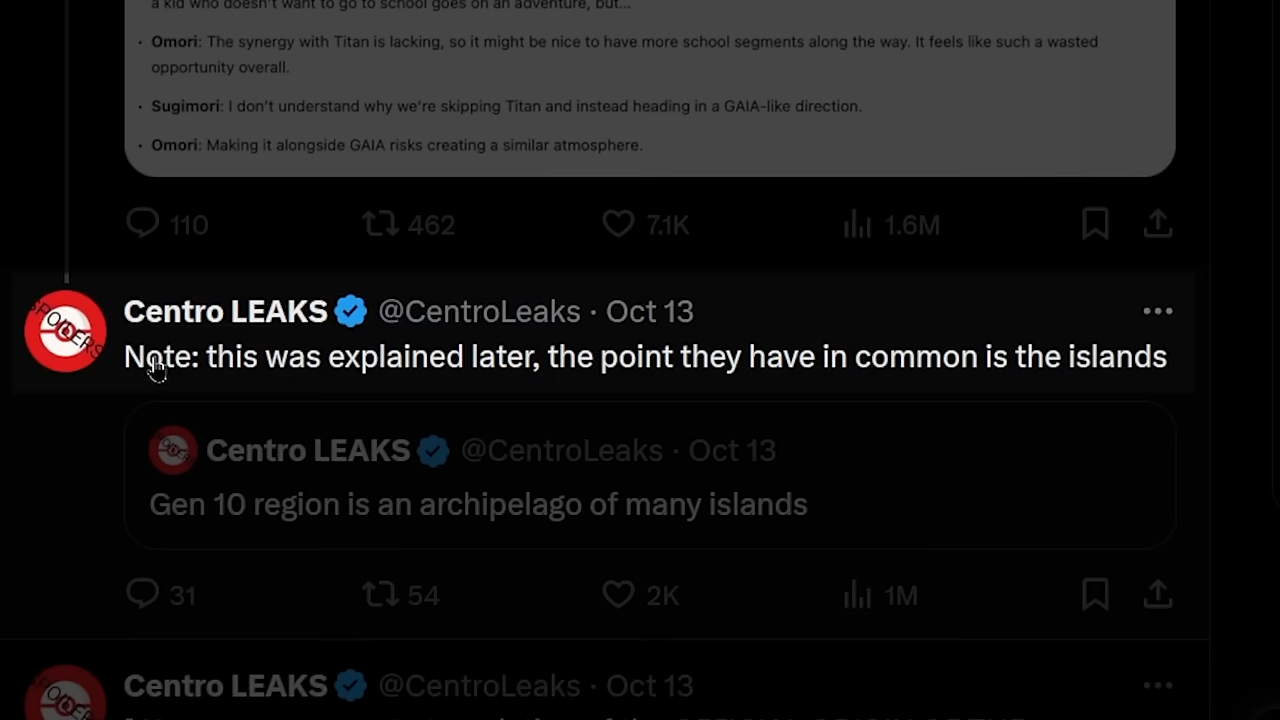 a kid who doesn't want to go to school goes on an adventure, but...
· Omori: The synergy with Titan is lacking, so it might be nice to have more school segments along the way. It feels like such a wasted
opportunity overall.
· Sugimori: I don't understand why we're skipping Titan and instead heading in a GAIA-like direction.
· Omori: Making it alongside GAIA risks creating a similar atmosphere.
110 462 7.1K 1.6M
Centro LEAKS @CentroLeaks · Oct 13
Note: this was explained later, the point they have in common is the islands
Centro LEAKS @CentroLeaks · Oct 13
Gen 10 region is an archipelago of many islands
31 54 2K 1M
Centro LEAKS @CentroLeaks · Oct 13